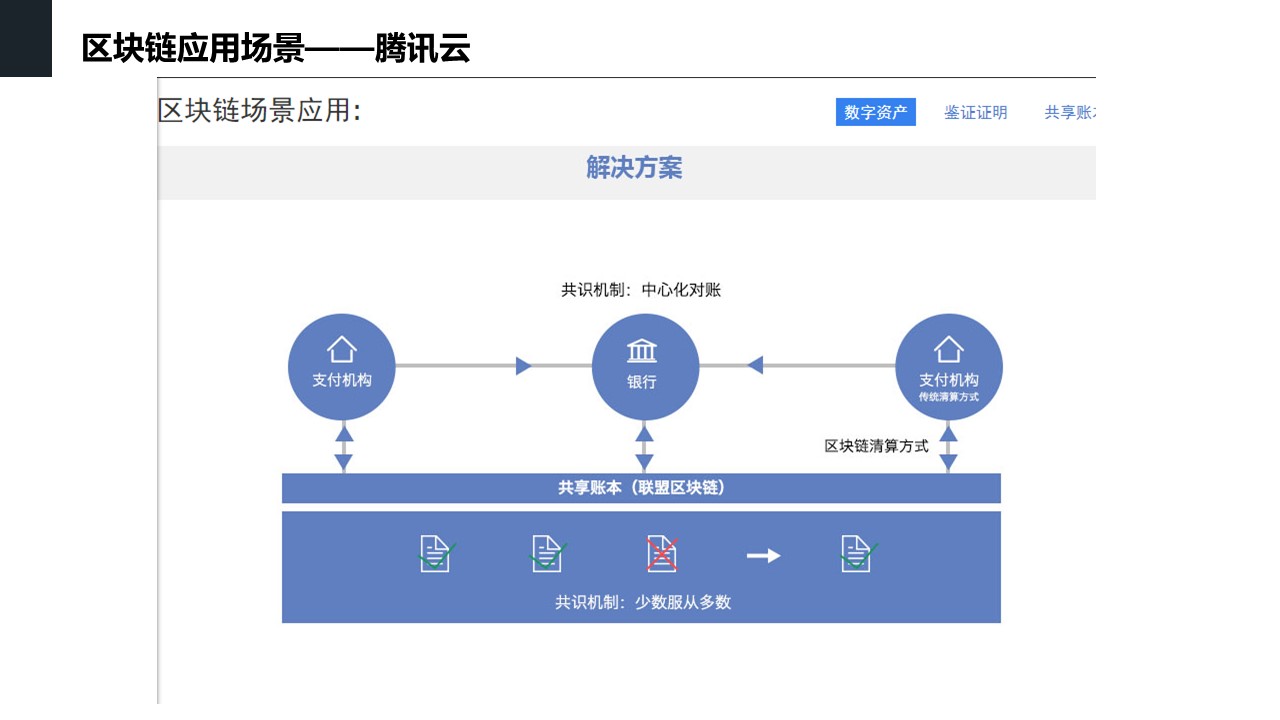 区块链应用场景——腾讯云
区块链场景应用:
数字资产 鉴证证明 共享账
解决方案
共识机制：中心化对账
支付机构
银行
支付机构
传统清算方式
区块链清算方式
共享账本（联盟区块链）
共识机制：少数服从多数